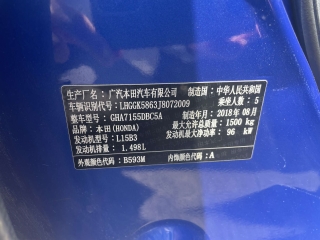 生产厂名：广汽本田汽车有限公司 制造国：中华人民共和国
车辆识别代号：LHGGK5863J8072009 乘坐人数：5
整车型号：GHA7155DBC5A 制造年月：2018年08月
品牌：本田(HONDA) 最大允许总质量：1500kg
发动机型号：L15B3 发动机最大净功率：96 kW
发动机排量：1.498L
外观颜色代码：B593M 内饰颜色代码：A